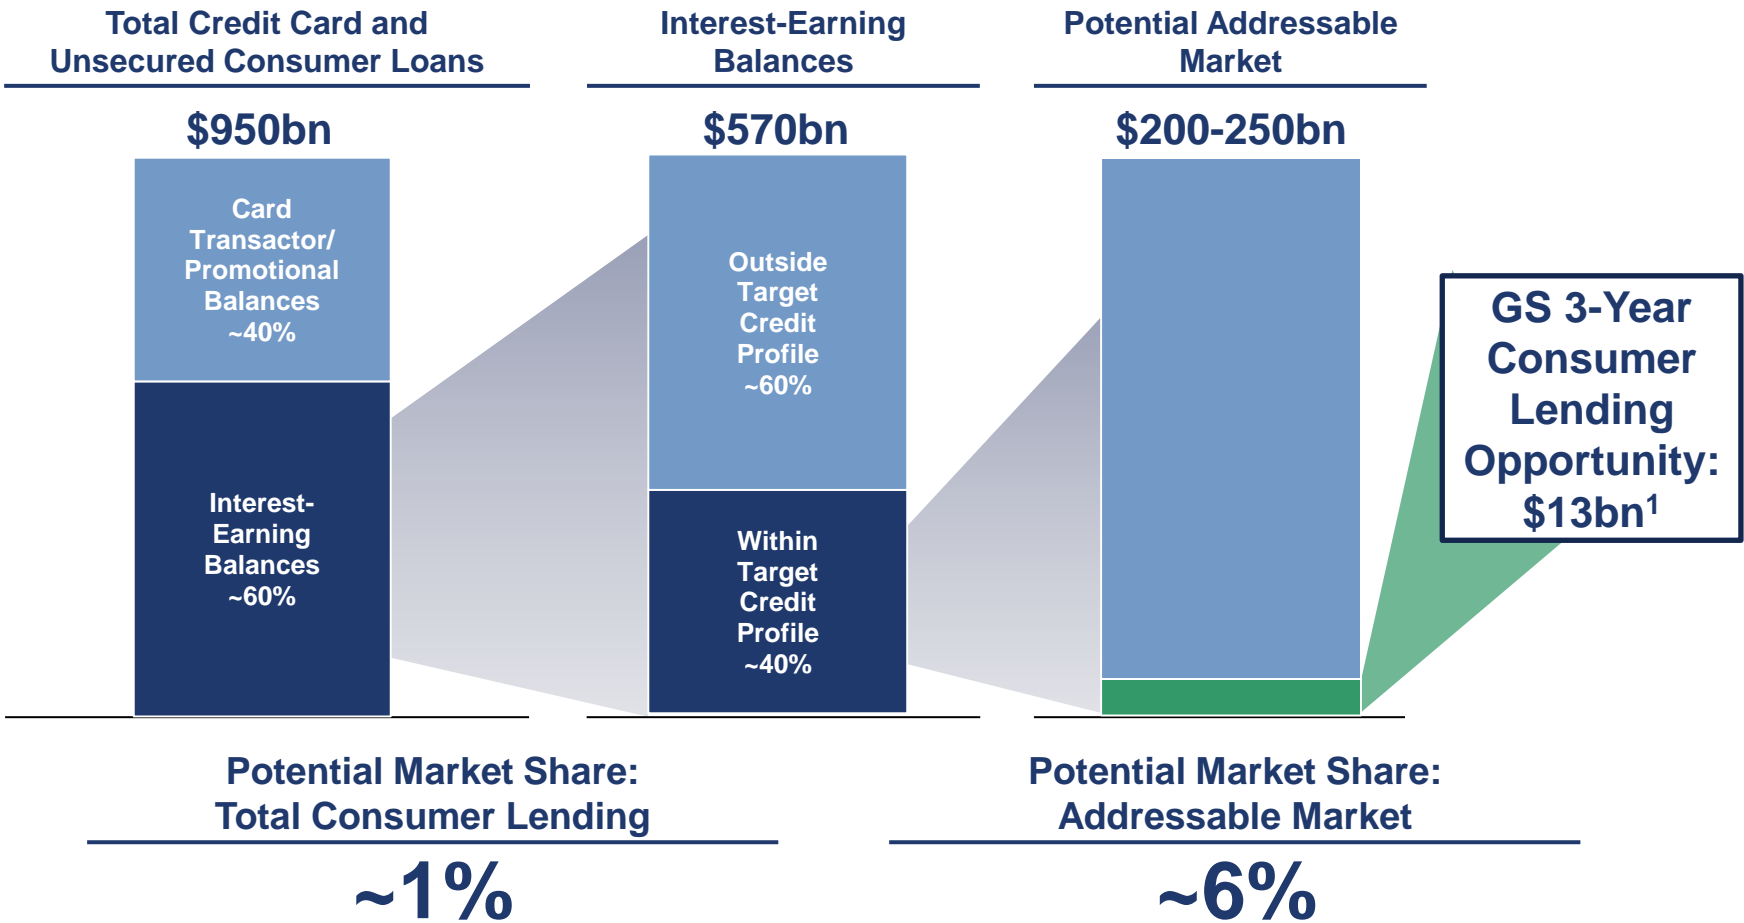 Total Credit Card and
Unsecured Consumer Loans
$950bn
Card
Transactor/
Promotional
Balances
~40%
Interest-
Earning
Balances
~60%
Interest-Earning
Balances
$570bn
Outside
Target
Credit
Profile
~60%
Within
Target
Credit
Profile
~40%
Potential Addressable
Market
$200-250bn
GS 3-Year
Consumer
Lending
Opportunity:
$13bn¹
Potential Market Share:
Total Consumer Lending
~1%
Potential Market Share:
Addressable Market
~6%